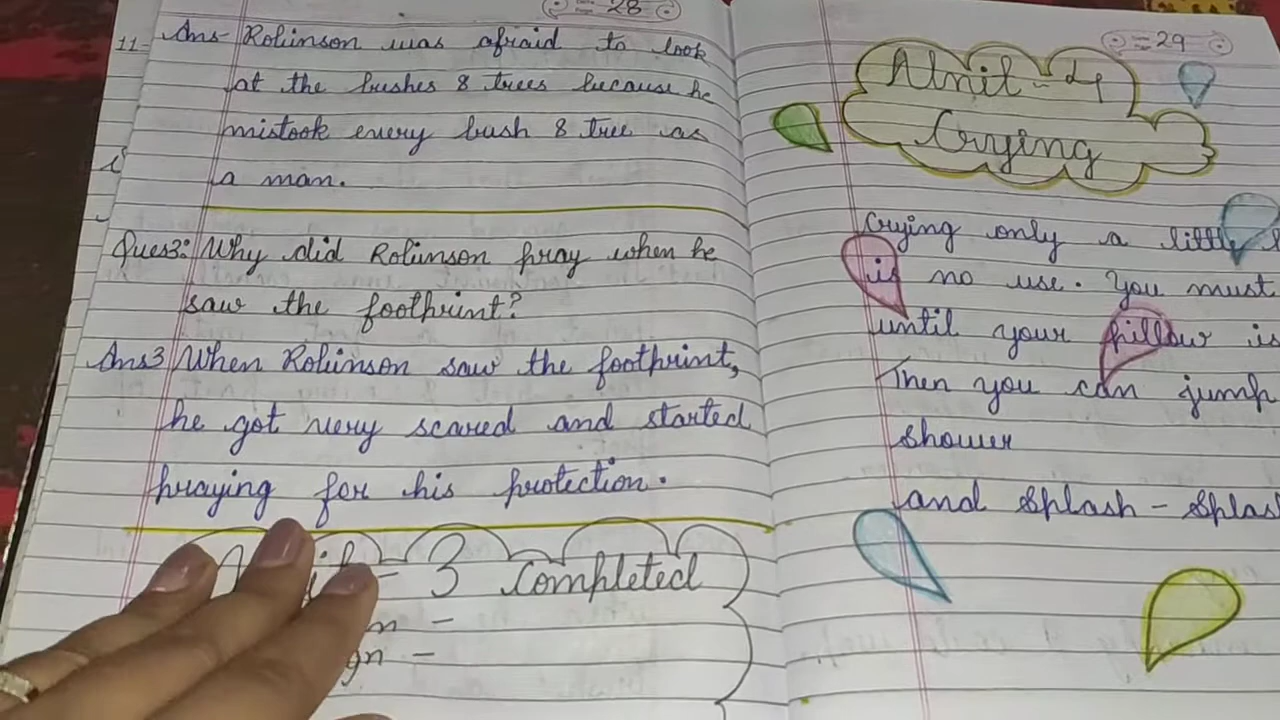 28
11-
Ans- Robinson was afraid to look
at the bushes & trees because he
mistook every bush & tree as
a man.
Ques3: Why did Robinson pray when he
saw the footprint?
Ans3 When Robinson saw the footprint,
he got very scared and started
praying for his protection.
- 3 Completed
29
Unit - 4
Crying
Crying only a little
is no use. You must
until your pillow is
Then you can jump
shower
and Splash - Splash